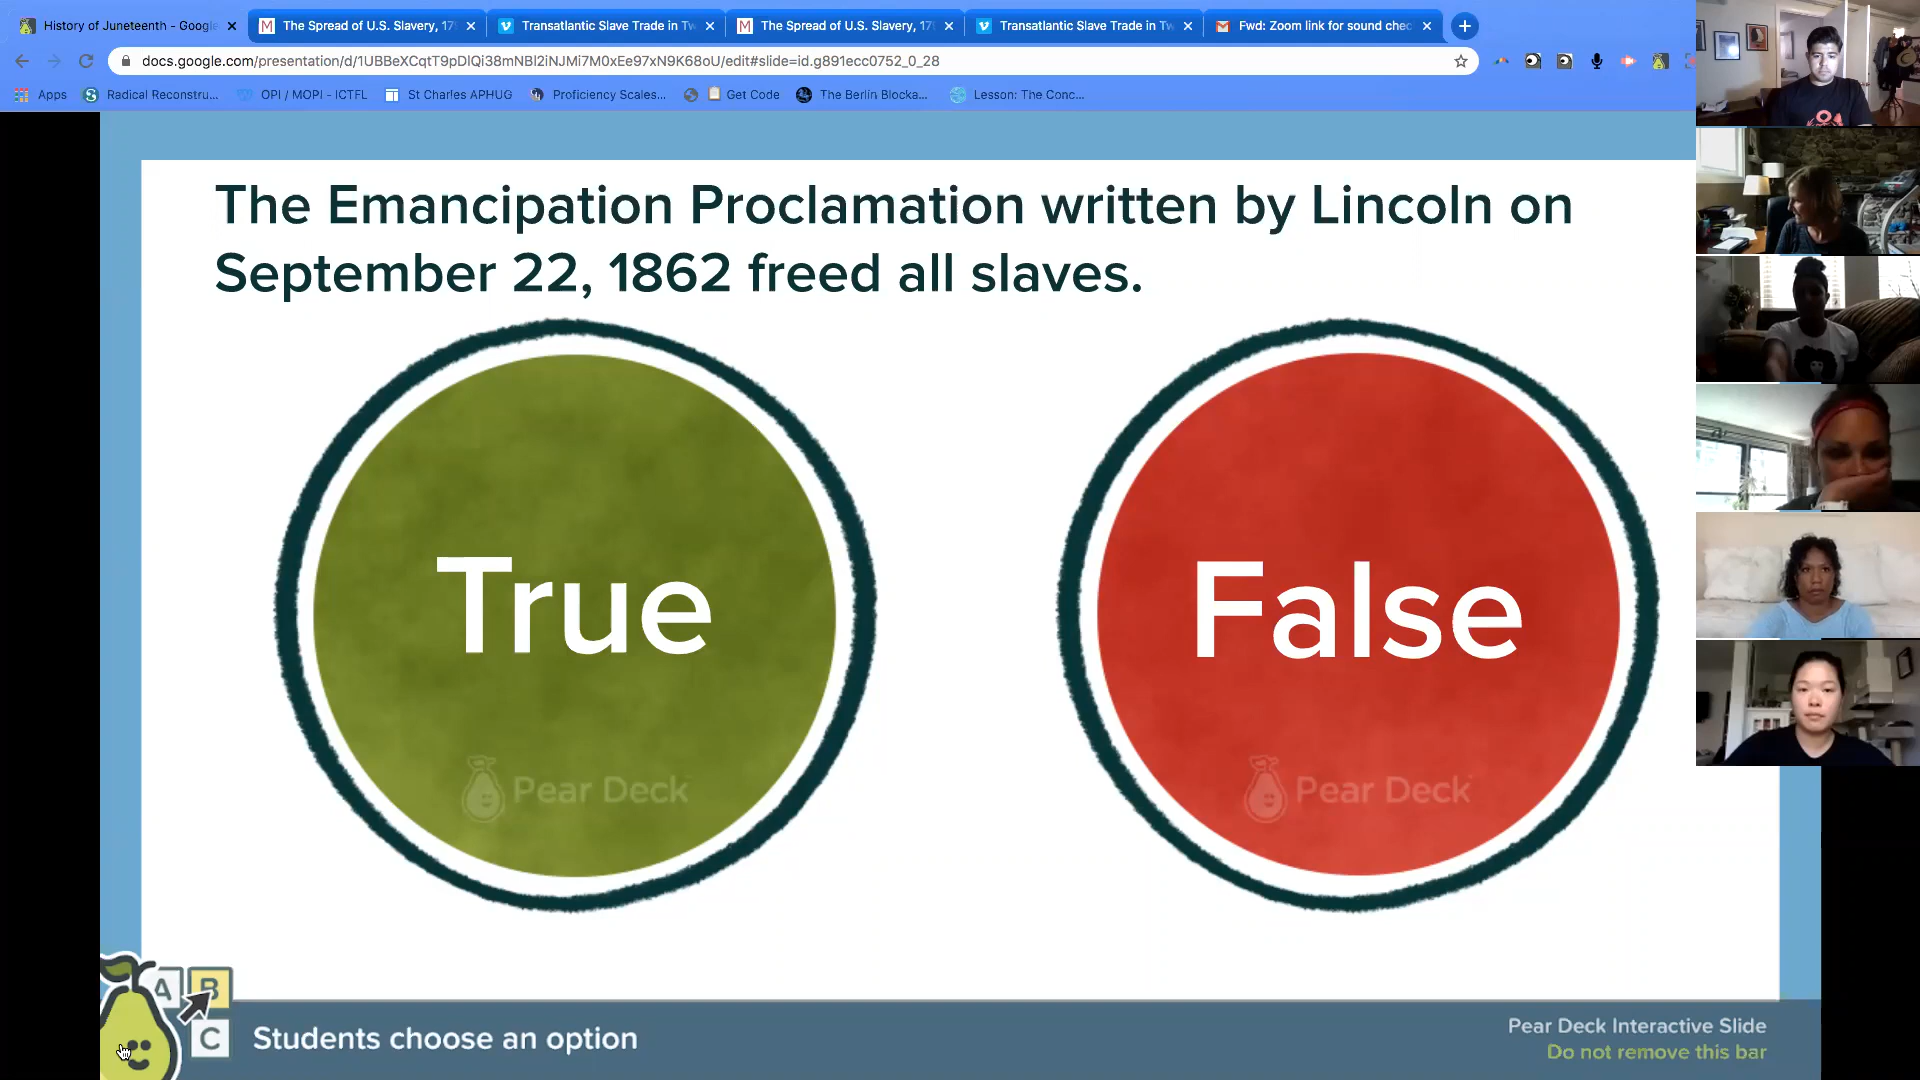 History of Juneteenth - Google
The Spread of U.S. Slavery, 179
Transatlantic Slave Trade in Tw
The Spread of U.S. Slavery, 179
Transatlantic Slave Trade in Tw
Fwd: Zoom link for sound chec
docs.google.com/presentation/d/1UBBeXCqtT9pDlQi38mNBl2iNJMi7M0xEe97xN9K68oU/edit#slide=id.g891ecc0752_0_28
Apps
Radical Reconstru...
OPI / MOPI - ICTFL
St Charles APHUG
Proficiency Scales...
Get Code
The Berlin Blocka...
Lesson: The Conc...
The Emancipation Proclamation written by Lincoln on
September 22, 1862 freed all slaves.
True
False
Pear Deck
Pear Deck
A B
C
Students choose an option
Pear Deck Interactive Slide
Do not remove this bar